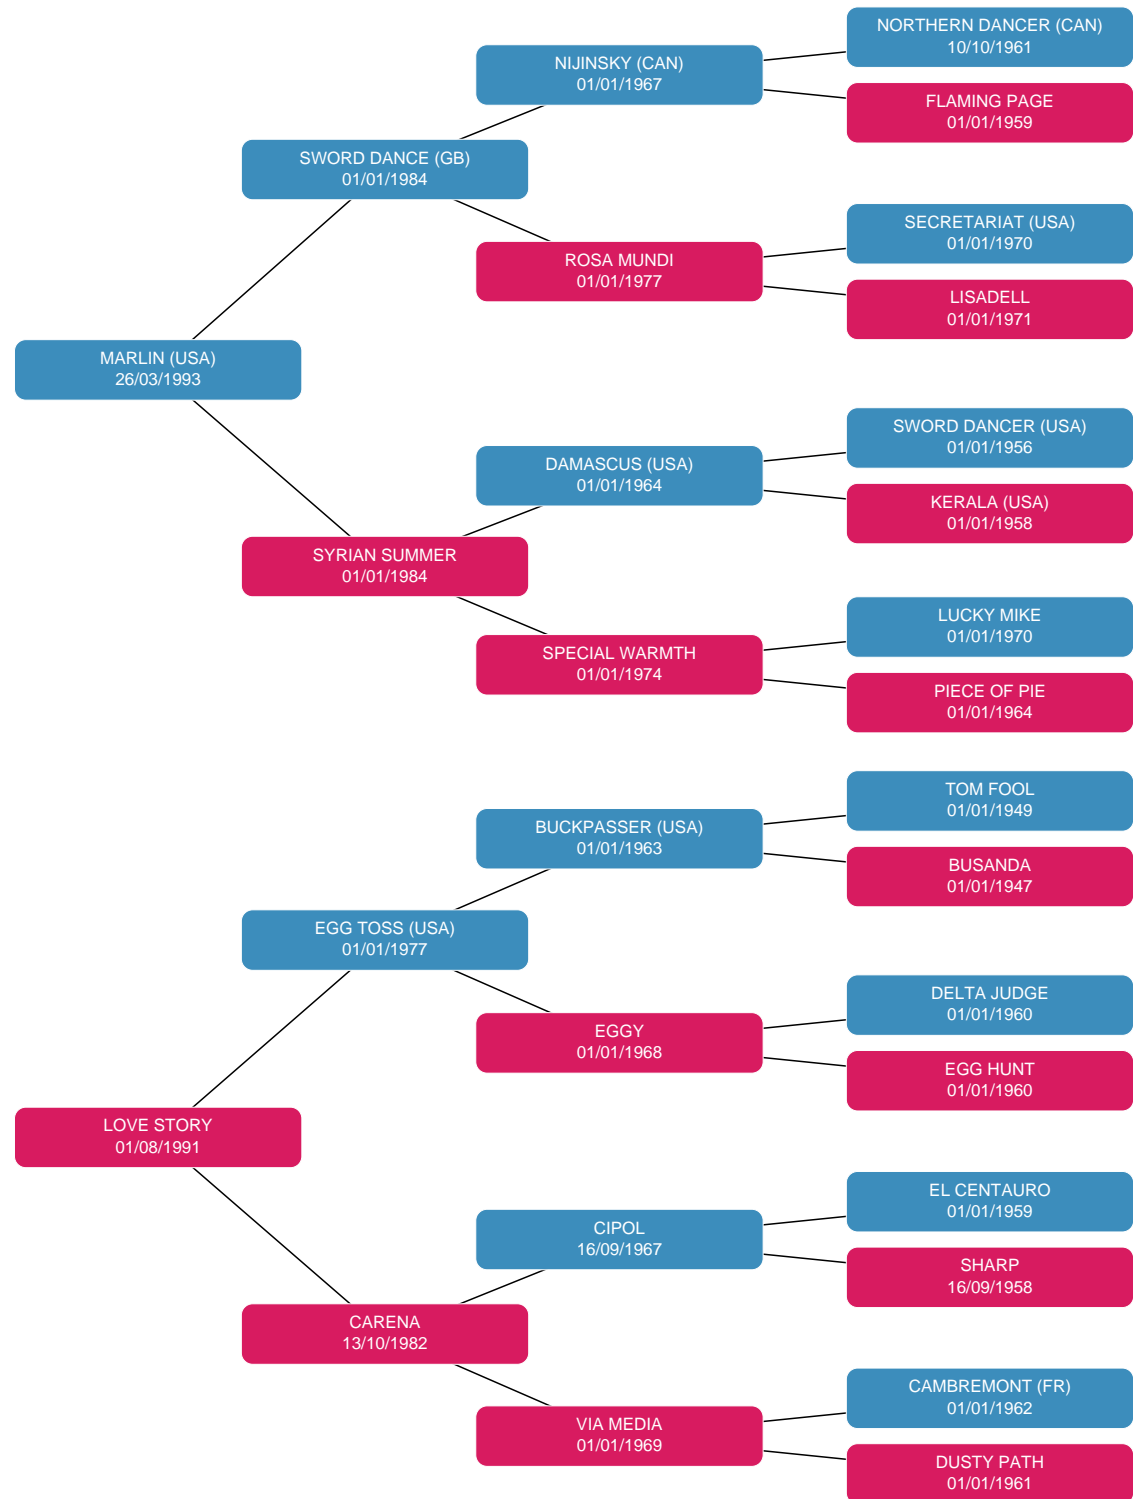 NORTHERN DANCER (CAN)
10/10/1961
NIJINSKY (CAN)
01/01/1967
FLAMING PAGE
01/01/1959
SWORD DANCE (GB)
01/01/1984
SECRETARIAT (USA)
01/01/1970
ROSA MUNDI
01/01/1977
LISADELL
01/01/1971
MARLIN (USA)
26/03/1993
SWORD DANCER (USA)
01/01/1956
DAMASCUS (USA)
01/01/1964
KERALA (USA)
01/01/1958
SYRIAN SUMMER
01/01/1984
LUCKY MIKE
01/01/1970
SPECIAL WARMTH
01/01/1974
PIECE OF PIE
01/01/1964
TOM FOOL
01/01/1949
BUCKPASSER (USA)
01/01/1963
BUSANDA
01/01/1947
EGG TOSS (USA)
01/01/1977
DELTA JUDGE
01/01/1960
EGGY
01/01/1968
EGG HUNT
01/01/1960
LOVE STORY
01/08/1991
EL CENTAURO
01/01/1959
CIPOL
16/09/1967
SHARP
16/09/1958
CARENA
13/10/1982
CAMBREMONT (FR)
01/01/1962
VIA MEDIA
01/01/1969
DUSTY PATH
01/01/1961